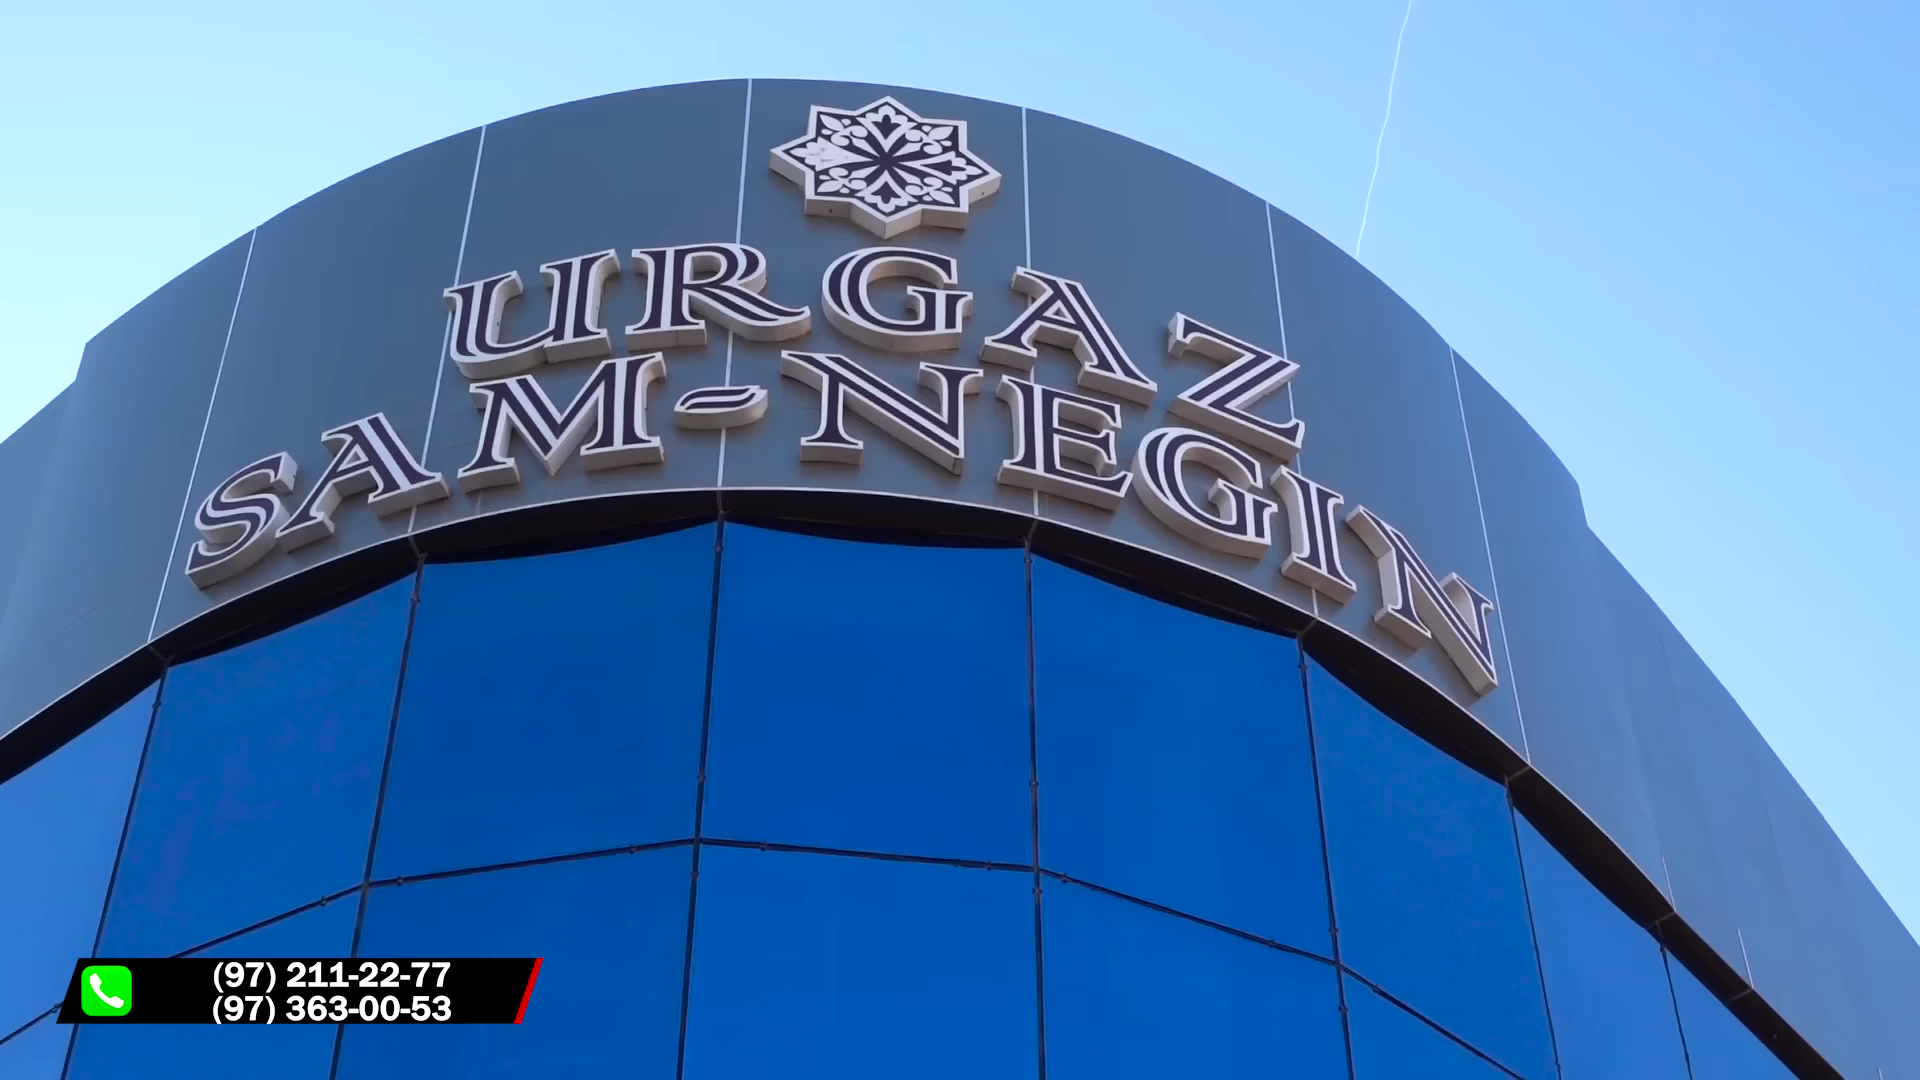 URGAZ
SAM-NEGIN
(97) 211-22-77
(97) 363-00-53